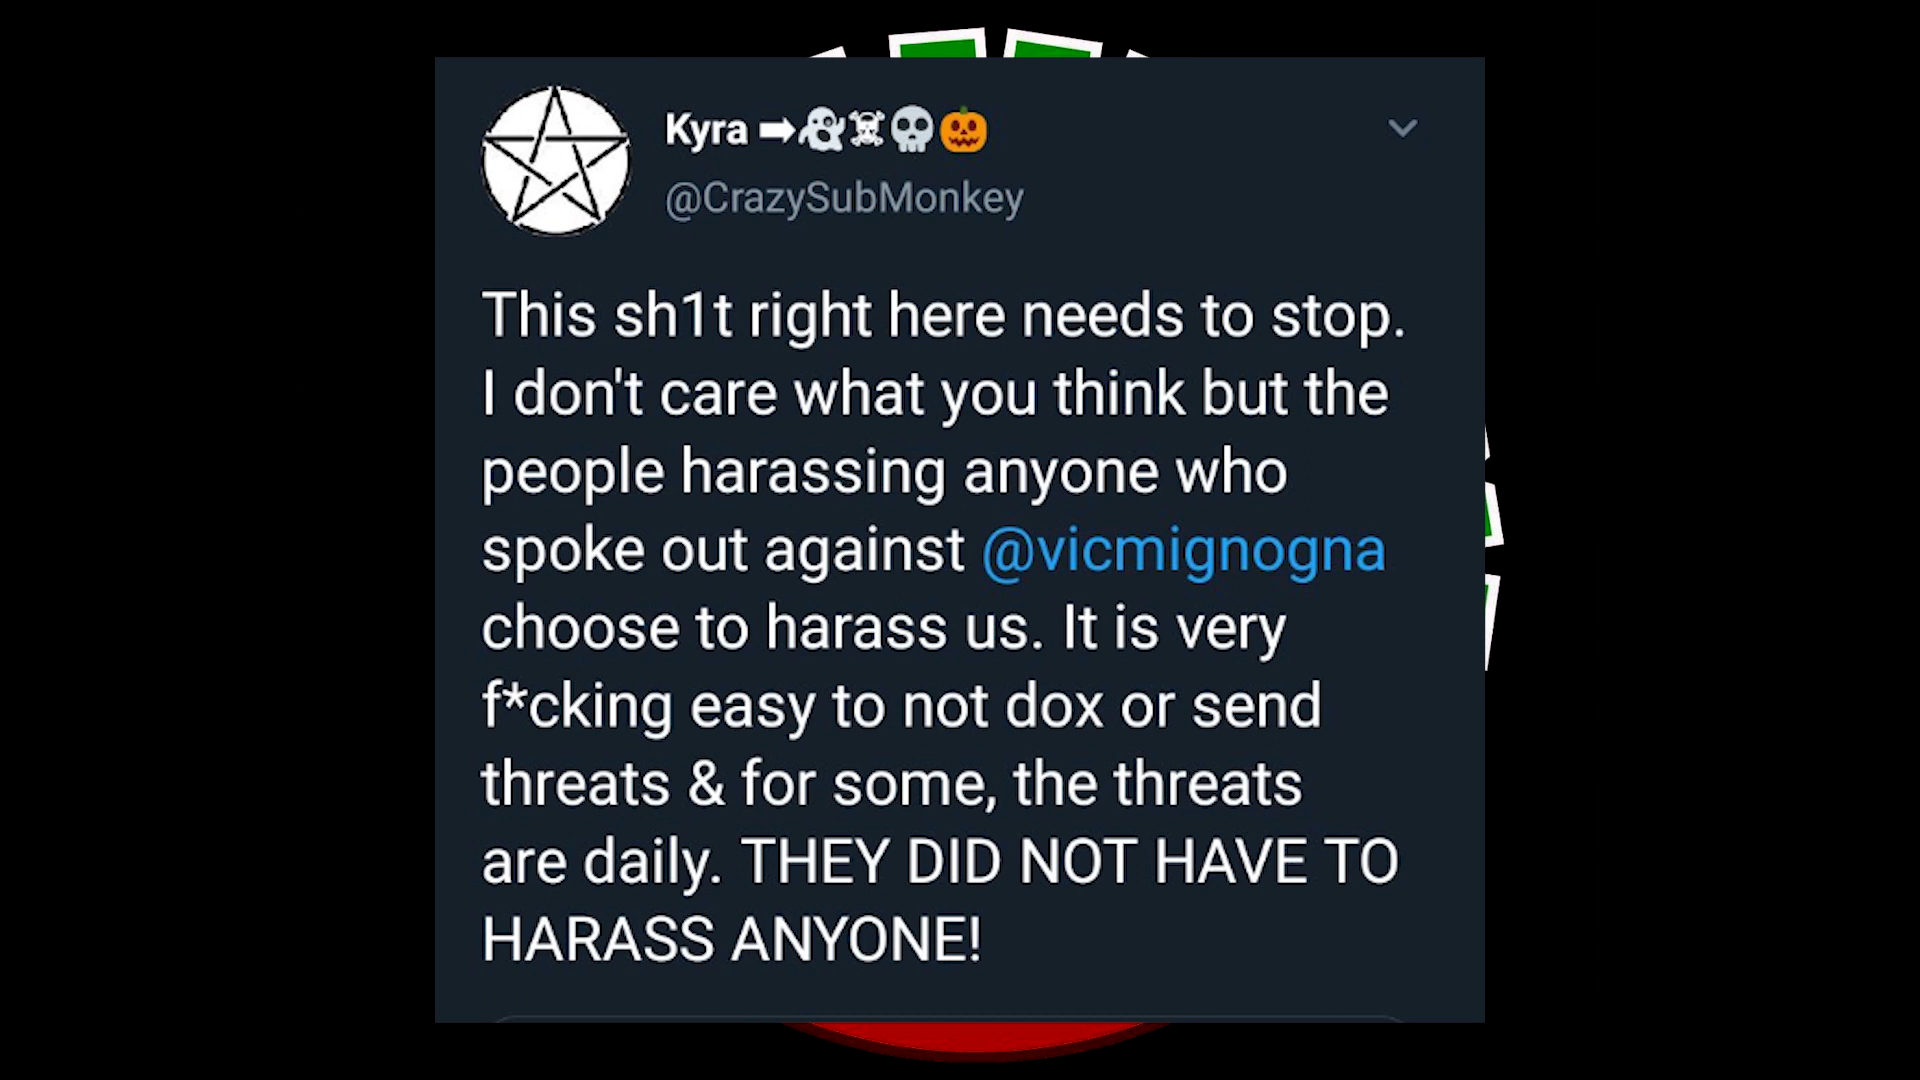 Kyra ➡👻☠💀🎃
@CrazySubMonkey
This sh1t right here needs to stop.
I don't care what you think but the
people harassing anyone who
spoke out against @vicmignogna
choose to harass us. It is very
f*cking easy to not dox or send
threats & for some, the threats
are daily. THEY DID NOT HAVE TO
HARASS ANYONE!